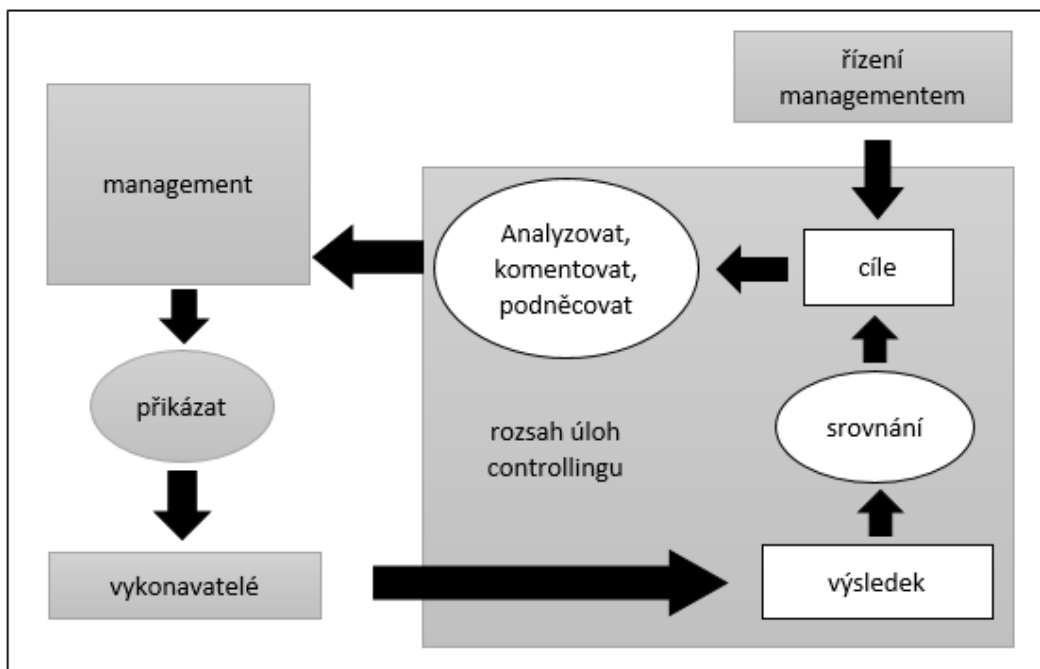 řízení
managementem
management
Analyzovat,
komentovat,
podněcovat
cíle
přikázat
srovnání
rozsah úloh
controllingu
vykonavatelé
výsledek